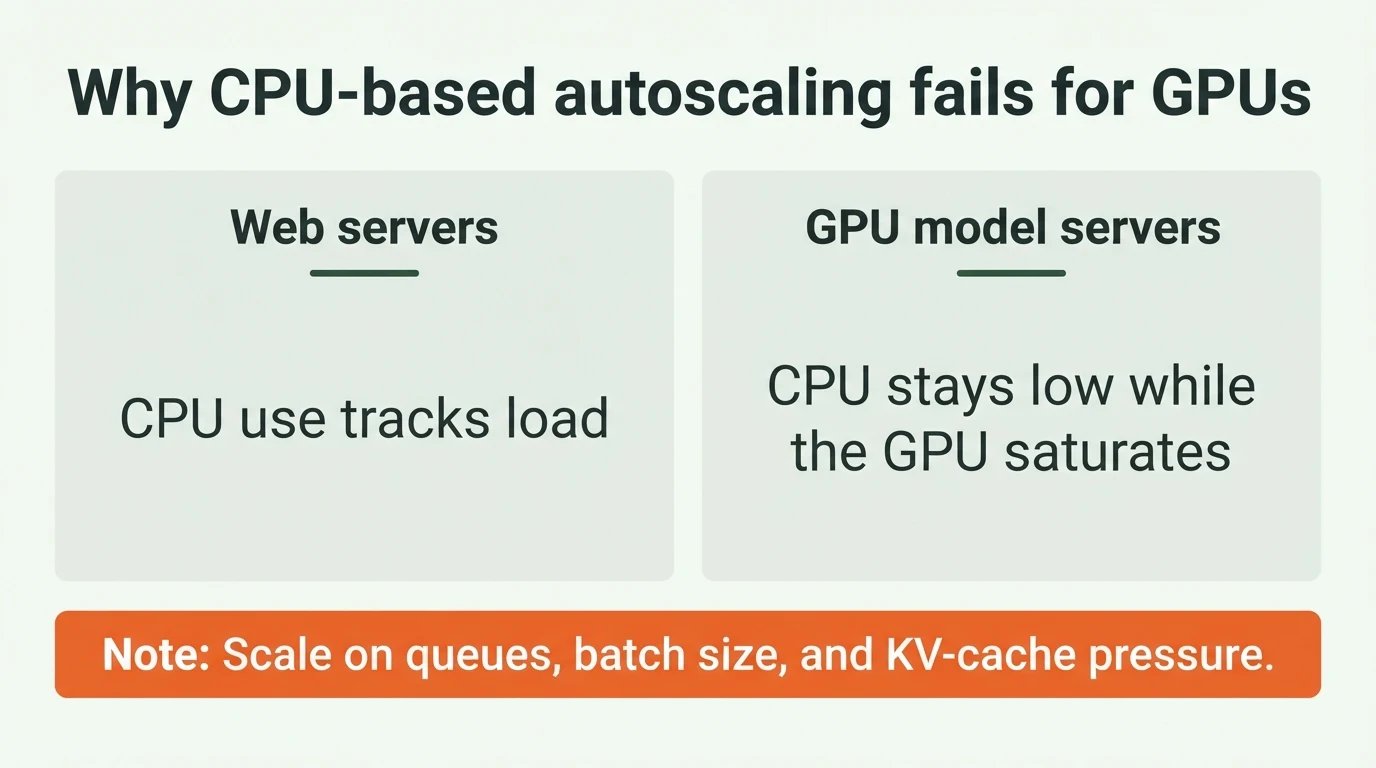 Why CPU-based autoscaling fails for GPUs
Web servers
CPU use tracks load
GPU model servers
CPU stays low while
the GPU saturates
Note: Scale on queues, batch size, and KV-cache pressure.